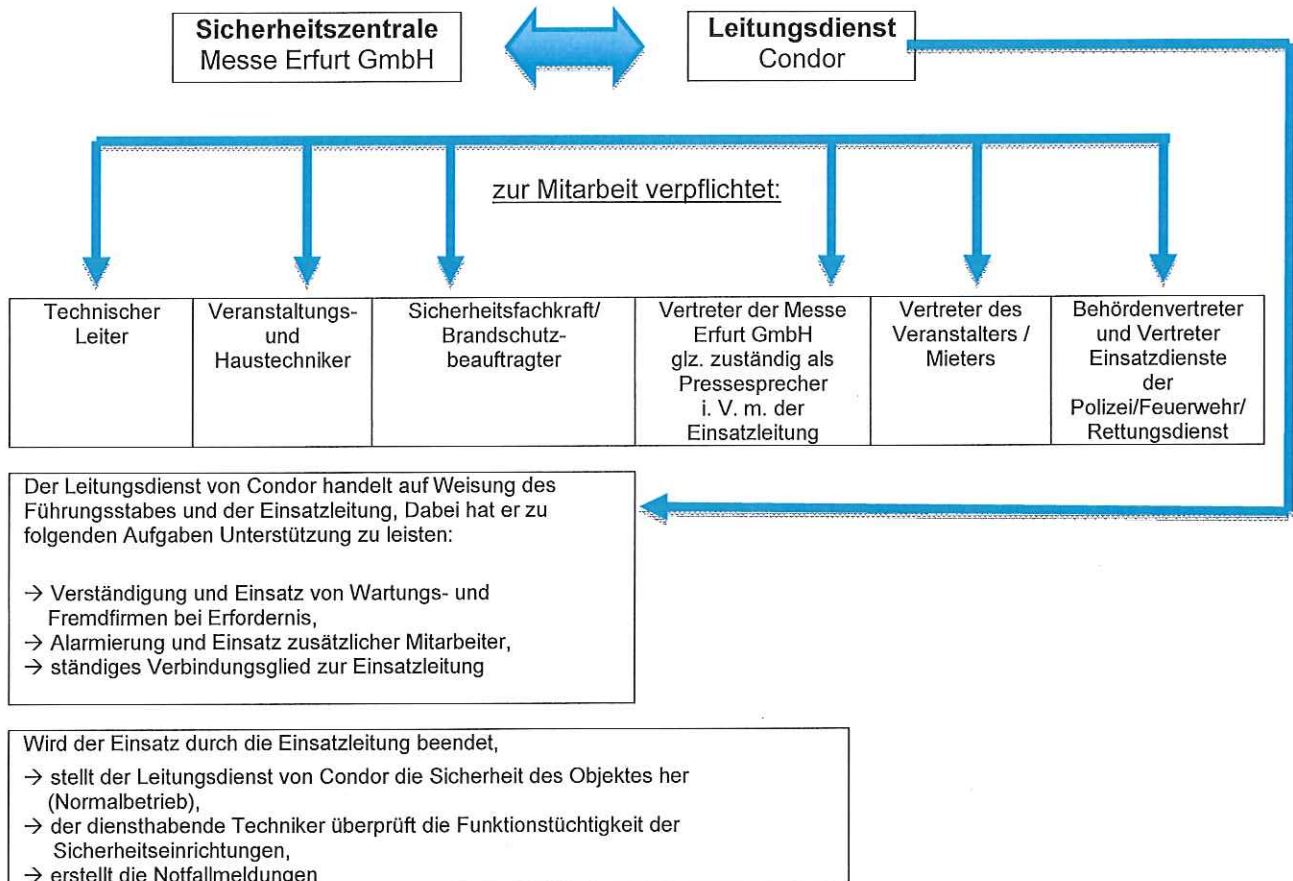 Sicherheitszentrale
Messe Erfurt GmbH
Leitungsdienst
Condor
zur Mitarbeit verpflichtet:
Technischer
Leiter
Veranstaltungs-
und
Haustechniker
Sicherheitsfachkraft/
Brandschutz-
beauftragter
Vertreter der Messe
Erfurt GmbH
glz. zuständig als
Pressesprecher
i. V. m. der
Einsatzleitung
Vertreter des
Veranstalters /
Mieters
Behördenvertreter
und Vertreter
Einsatzdienste
der
Polizei/Feuerwehr/
Rettungsdienst
Der Leitungsdienst von Condor handelt auf Weisung des
Führungsstabes und der Einsatzleitung, Dabei hat er zu
folgenden Aufgaben Unterstützung zu leisten:
→ Verständigung und Einsatz von Wartungs- und
Fremdfirmen bei Erfordernis,
→ Alarmierung und Einsatz zusätzlicher Mitarbeiter,
→ ständiges Verbindungsglied zur Einsatzleitung
Wird der Einsatz durch die Einsatzleitung beendet,
→ stellt der Leitungsdienst von Condor die Sicherheit des Objektes her
(Normalbetrieb),
→ der diensthabende Techniker überprüft die Funktionstüchtigkeit der
Sicherheitseinrichtungen,
→ erstellt die Notfallmeldungen